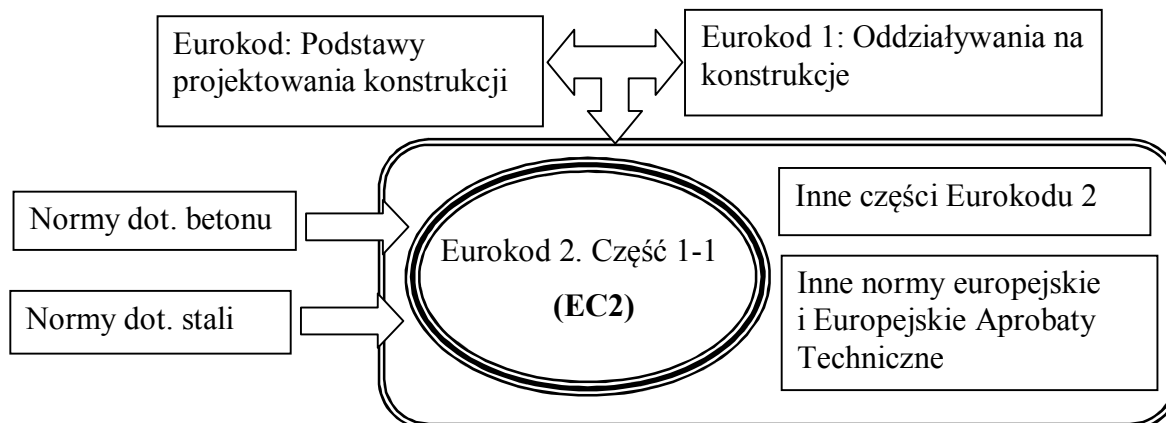 Eurokod: Podstawy
projektowania konstrukcji
Eurokod 1: Oddziaływania na
konstrukcje
Normy dot. betonu
Normy dot. stali
Eurokod 2. Część 1-1
(EC2)
Inne części Eurokodu 2
Inne normy europejskie
i Europejskie Aprobaty
Techniczne